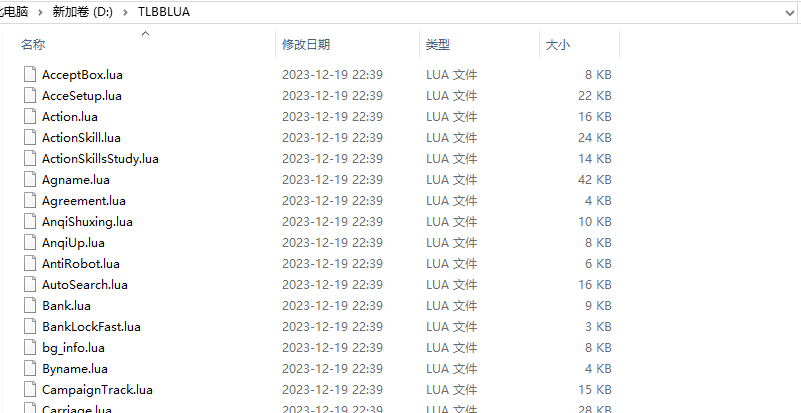 此电脑 > 新加卷 (D:) > TLBBLUA
名称 修改日期 类型 大小
AcceptBox.lua 2023-12-19 22:39 LUA 文件 8 KB
AcceSetup.lua 2023-12-19 22:39 LUA 文件 22 KB
Action.lua 2023-12-19 22:39 LUA 文件 16 KB
ActionSkill.lua 2023-12-19 22:39 LUA 文件 24 KB
ActionSkillsStudy.lua 2023-12-19 22:39 LUA 文件 14 KB
Agname.lua 2023-12-19 22:39 LUA 文件 42 KB
Agreement.lua 2023-12-19 22:39 LUA 文件 4 KB
AnqiShuxing.lua 2023-12-19 22:39 LUA 文件 10 KB
AnqiUp.lua 2023-12-19 22:39 LUA 文件 8 KB
AntiRobot.lua 2023-12-19 22:39 LUA 文件 6 KB
AutoSearch.lua 2023-12-19 22:39 LUA 文件 16 KB
Bank.lua 2023-12-19 22:39 LUA 文件 9 KB
BankLockFast.lua 2023-12-19 22:39 LUA 文件 3 KB
bg_info.lua 2023-12-19 22:39 LUA 文件 8 KB
Byname.lua 2023-12-19 22:39 LUA 文件 4 KB
CampaignTrack.lua 2023-12-19 22:39 LUA 文件 15 KB
Carriage.lua 2023-12-19 22:39 LUA 文件 28 KB